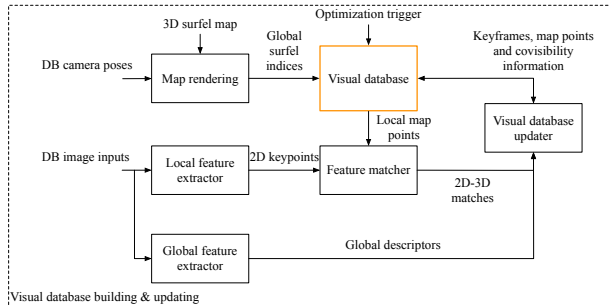 Optimization trigger
3D surfel map
Global
surfel
indices
Keyframes, map points
and covisibility
information
DB camera poses
Map rendering
Visual database
Local map
points
Visual database
updater
DB image inputs
Local feature
extractor
2D keypoints
Feature matcher
2D-3D
matches
Global feature
extractor
Global descriptors
Visual database building & updating